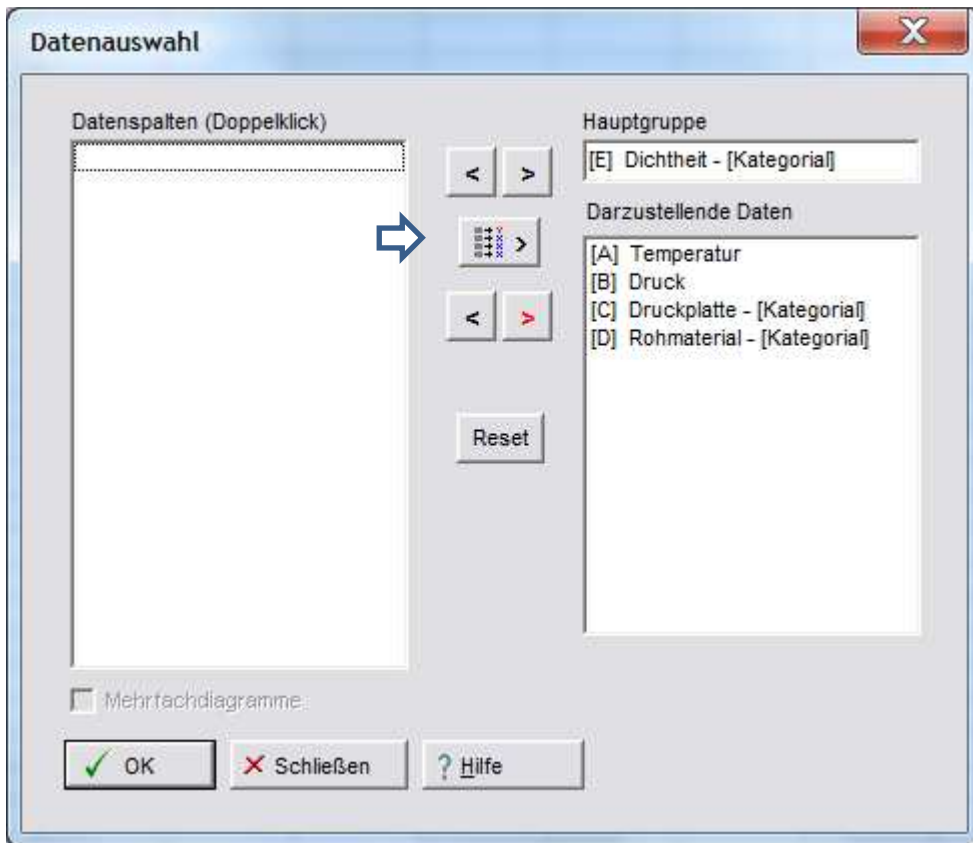 Datenauswahl
Datenspalten (Doppelklick)
Hauptgruppe
< >
[E] Dichtheit - [Kategorial]
Darzustellende Daten
>
[A] Temperatur
[B] Druck
[C] Druckplatte - [Kategorial]
[D] Rohmaterial - [Kategorial]
< >
Reset
Mehrfachdiagramme
OK
Schließen
? Hilfe